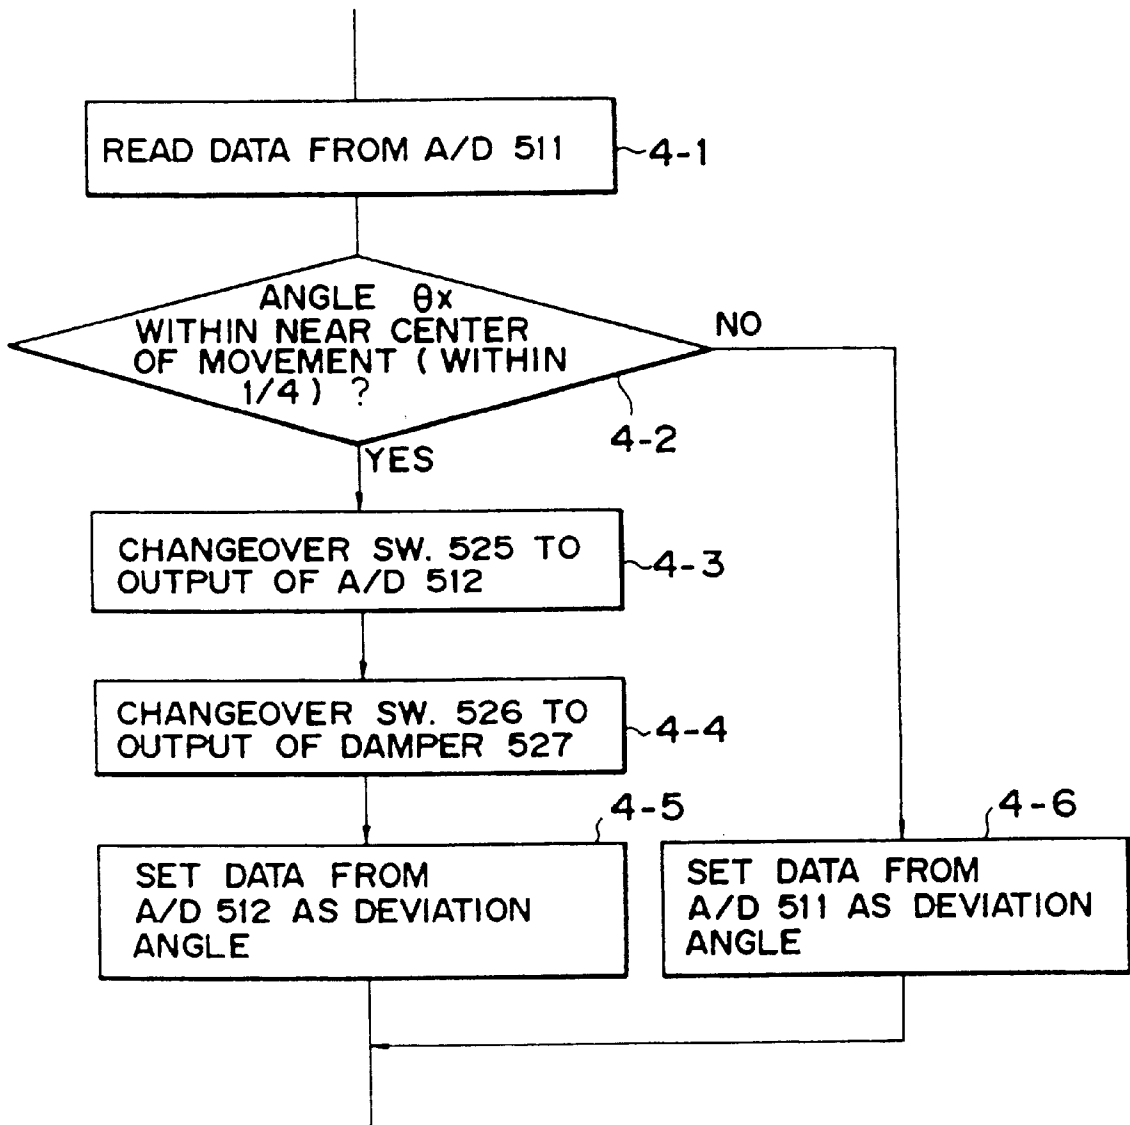 READ DATA FROM A/D 511
4-1
ANGLE θx
WITHIN NEAR CENTER
OF MOVEMENT (WITHIN
1/4) ?
NO
4-2
YES
CHANGEOVER SW. 525 TO
OUTPUT OF A/D 512
4-3
CHANGEOVER SW. 526 TO
OUTPUT OF DAMPER 527
4-4
4-5
SET DATA FROM
A/D 512 AS DEVIATION
ANGLE
4-6
SET DATA FROM
A/D 511 AS DEVIATION
ANGLE